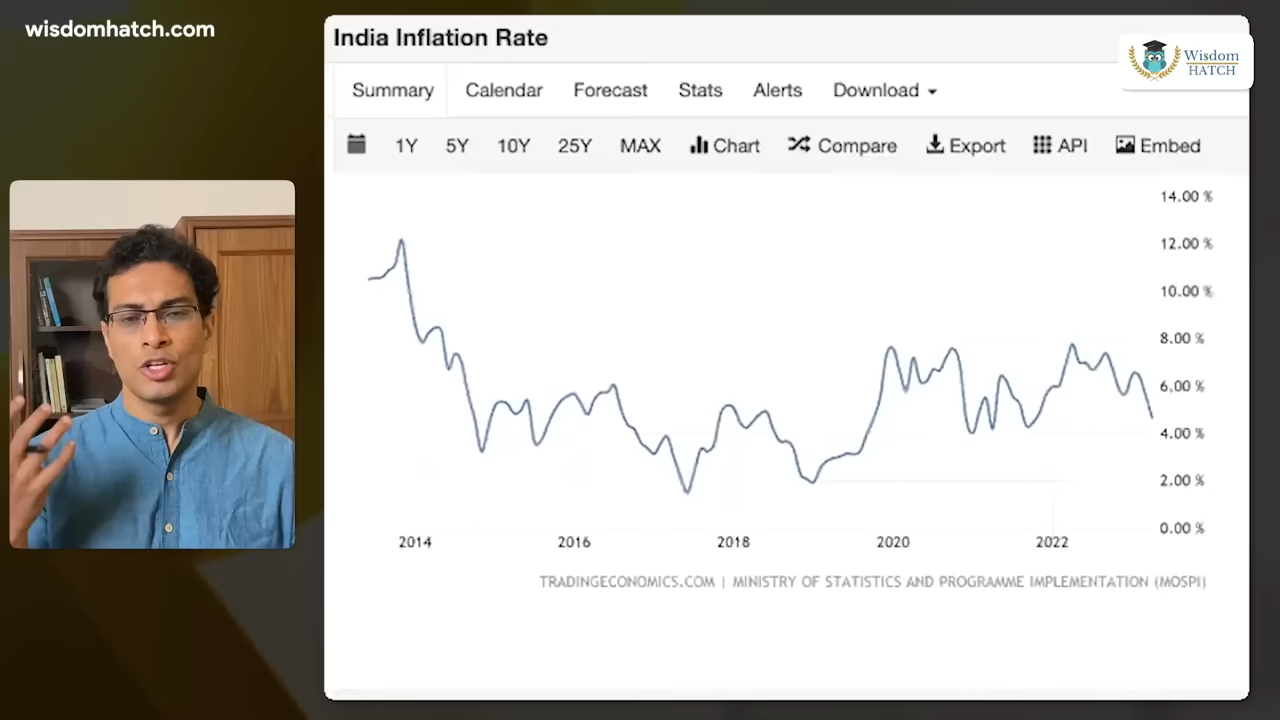 wisdomhatch.com
India Inflation Rate
Wisdom
HATCH
Summary Calendar Forecast Stats Alerts Download
1Y 5Y 10Y 25Y MAX Chart Compare Export API Embed
14.00 %
12.00 %
10.00 %
8.00 %
6.00 %
4.00 %
2.00 %
0.00 %
2014 2016 2018 2020 2022
TRADINGECONOMICS.COM | MINISTRY OF STATISTICS AND PROGRAMME IMPLEMENTATION (MOSPI)